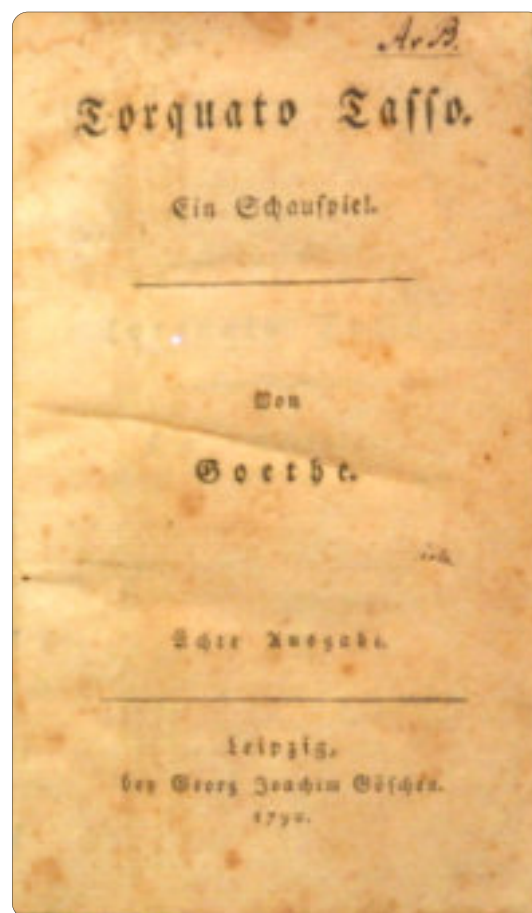 A v B.
Torquato Tasso.
Ein Schauspiel.
Von
Goethe.
Ächte Ausgabe.
Leipzig,
bey Georg Joachim Göschen.
1790.